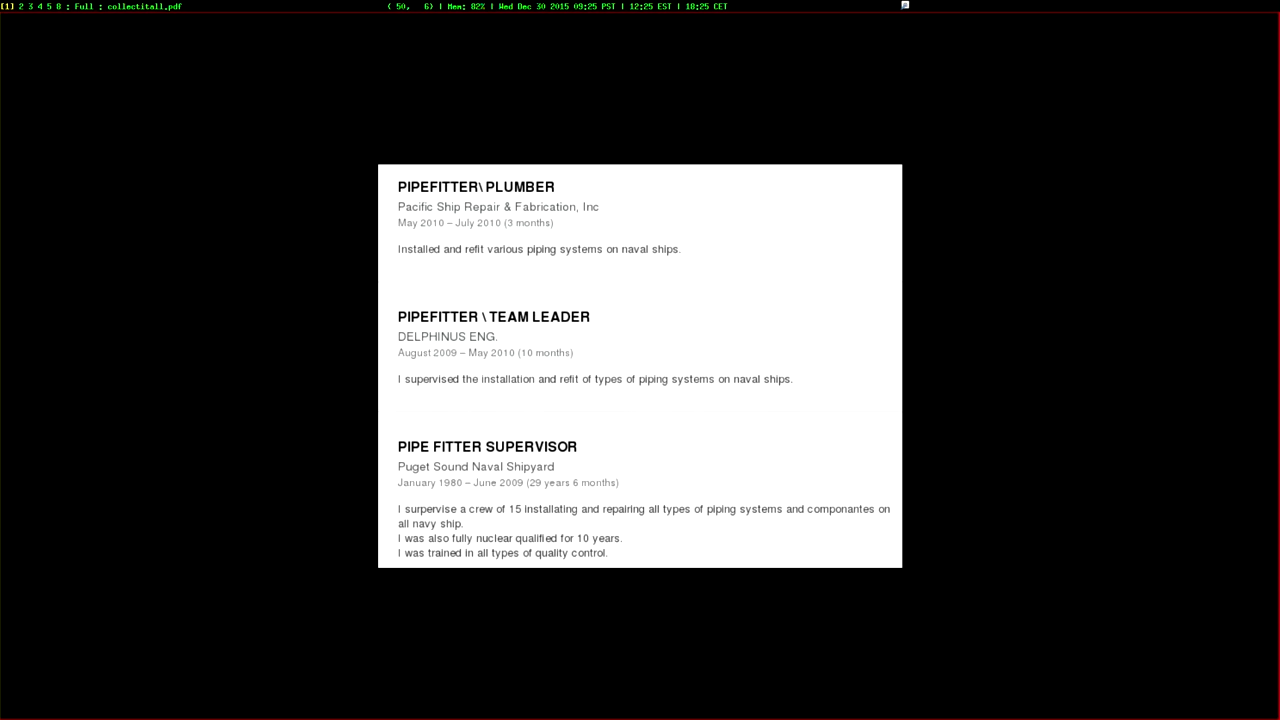 [1] 2 3 4 5 8 : Full : collectitall.pdf ( 50, 6) | Mem: 82% | Wed Dec 30 2015 09:25 PST | 12:25 EST | 18:25 CET
PIPEFITTER\ PLUMBER
Pacific Ship Repair & Fabrication, Inc
May 2010 – July 2010 (3 months)
Installed and refit various piping systems on naval ships.
PIPEFITTER \ TEAM LEADER
DELPHINUS ENG.
August 2009 – May 2010 (10 months)
I supervised the installation and refit of types of piping systems on naval ships.
PIPE FITTER SUPERVISOR
Puget Sound Naval Shipyard
January 1980 – June 2009 (29 years 6 months)
I surpervise a crew of 15 installating and repairing all types of piping systems and componantes on
all navy ship.
I was also fully nuclear qualified for 10 years.
I was trained in all types of quality control.